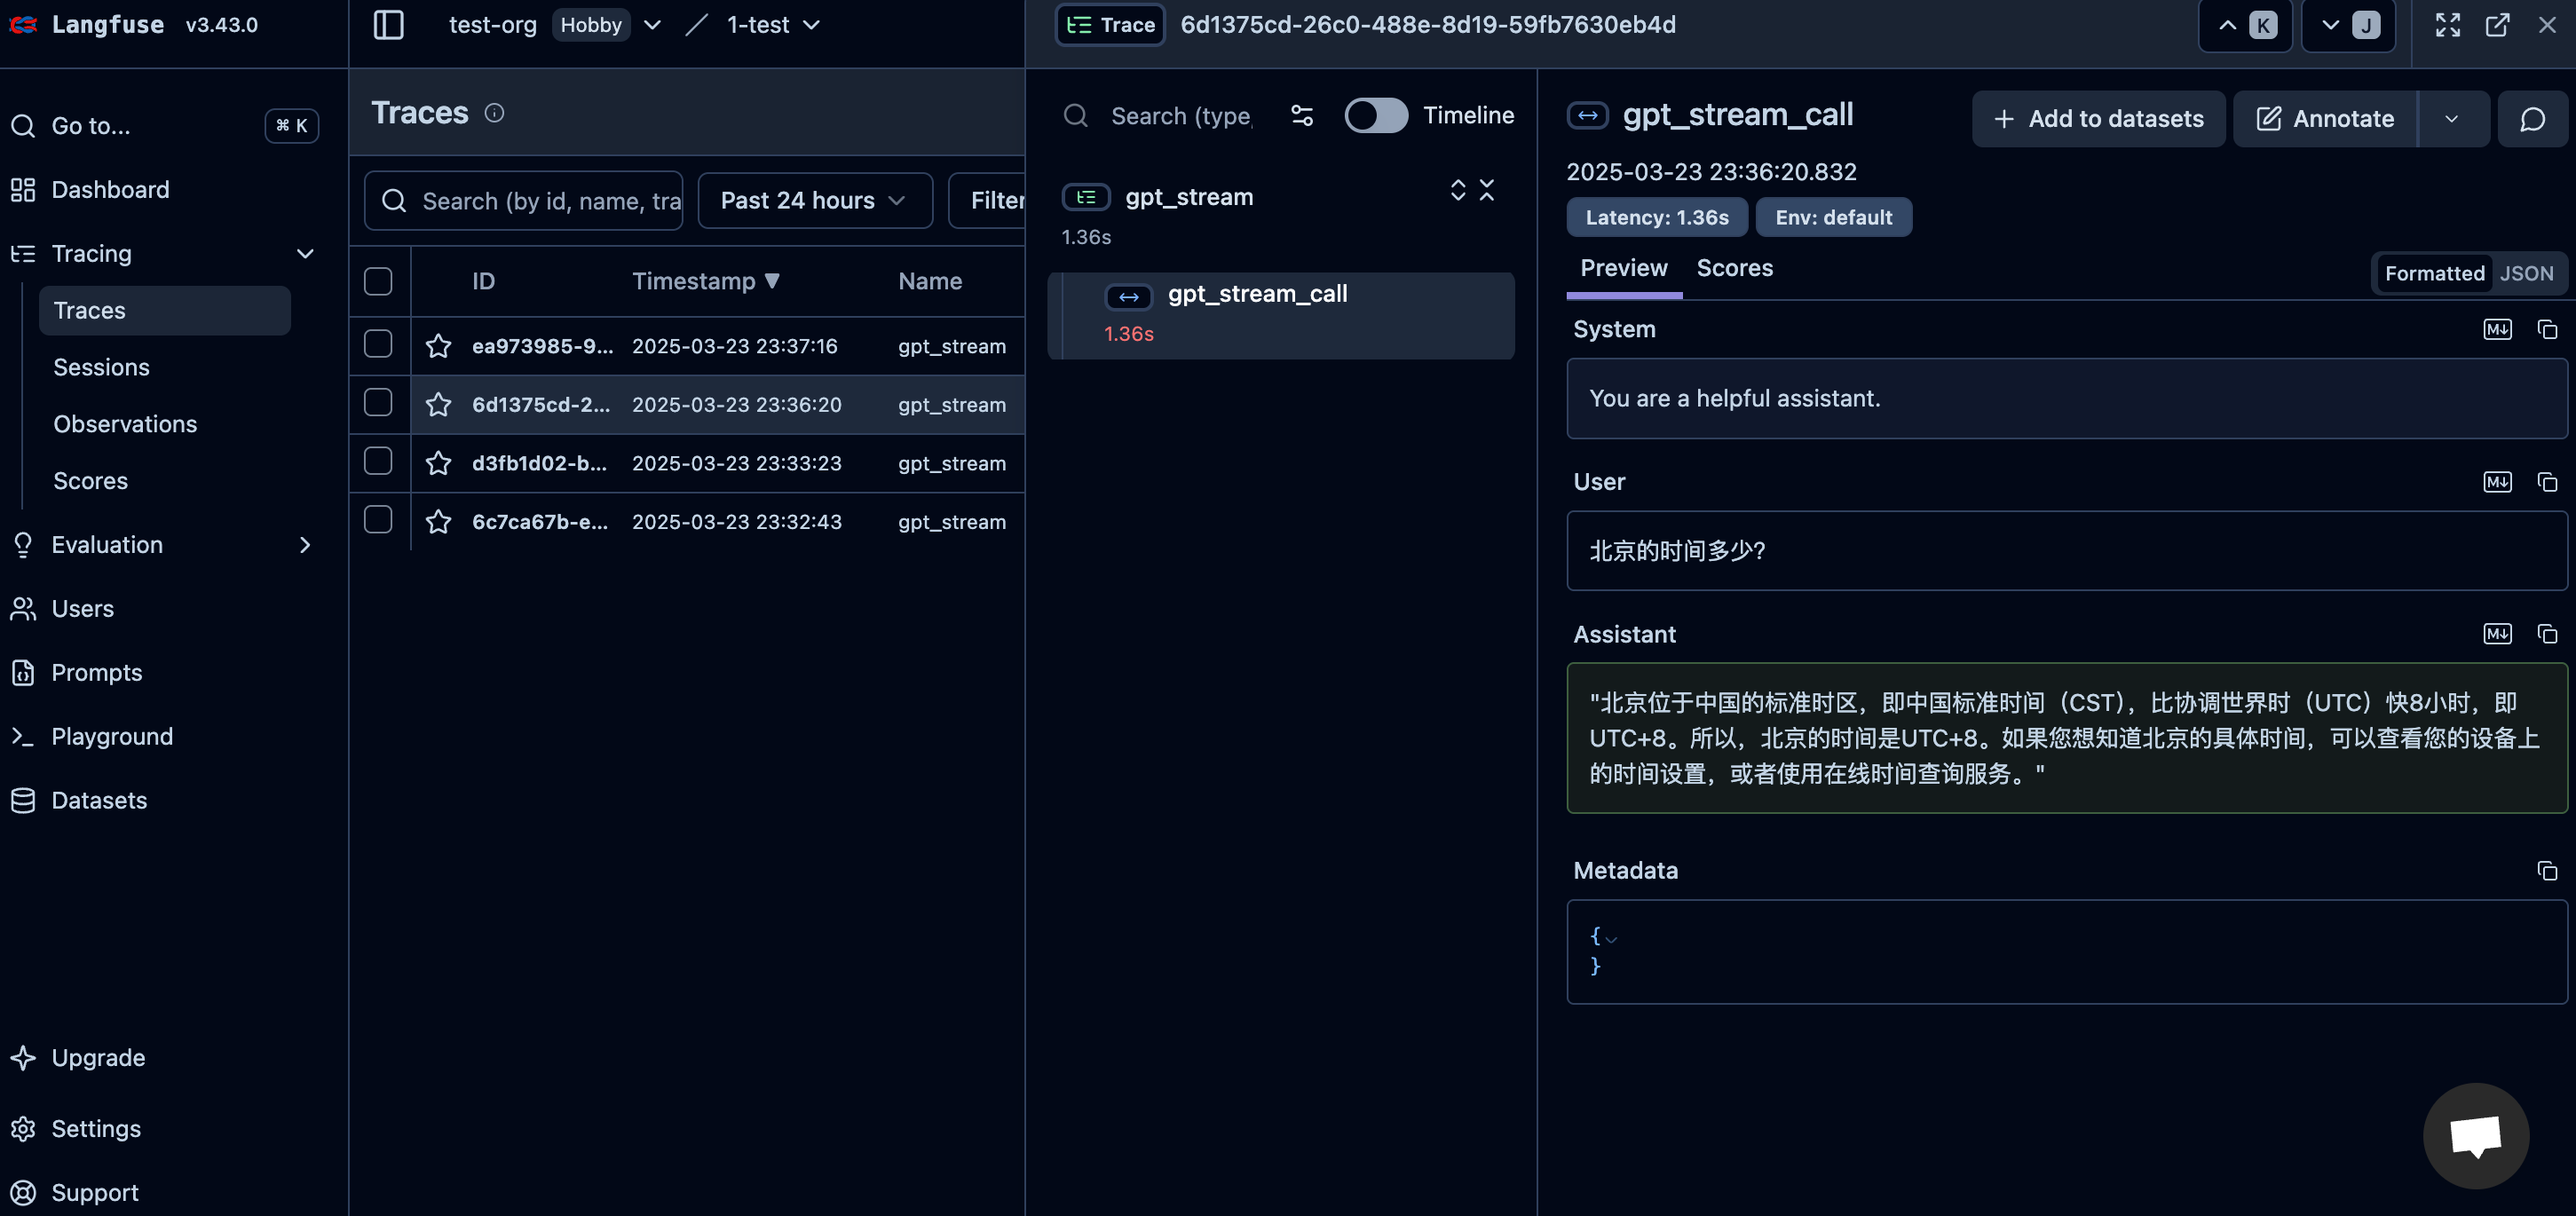 Langfuse v3.43.0
Go to... ⌘ K
Dashboard
Tracing
Traces
Sessions
Observations
Scores
Evaluation
Users
Prompts
Playground
Datasets
Upgrade
Settings
Support
test-org Hobby / 1-test
Traces
Search (by id, name, tra
Past 24 hours
Filter
ID Timestamp ▼ Name
ea973985-9... 2025-03-23 23:37:16 gpt_stream
6d1375cd-2... 2025-03-23 23:36:20 gpt_stream
d3fb1d02-b... 2025-03-23 23:33:23 gpt_stream
6c7ca67b-e... 2025-03-23 23:32:43 gpt_stream
Trace 6d1375cd-26c0-488e-8d19-59fb7630eb4d
K J
Search (type, Timeline
gpt_stream
1.36s
gpt_stream_call
1.36s
gpt_stream_call
+ Add to datasets
Annotate
2025-03-23 23:36:20.832
Latency: 1.36s Env: default
Preview Scores
Formatted JSON
System
You are a helpful assistant.
User
北京的时间多少?
Assistant
"北京位于中国的标准时区，即中国标准时间（CST），比协调世界时（UTC）快8小时，即
UTC+8。所以，北京的时间是UTC+8。如果您想知道北京的具体时间，可以查看您的设备上
的时间设置，或者使用在线时间查询服务。"
Metadata
{
}